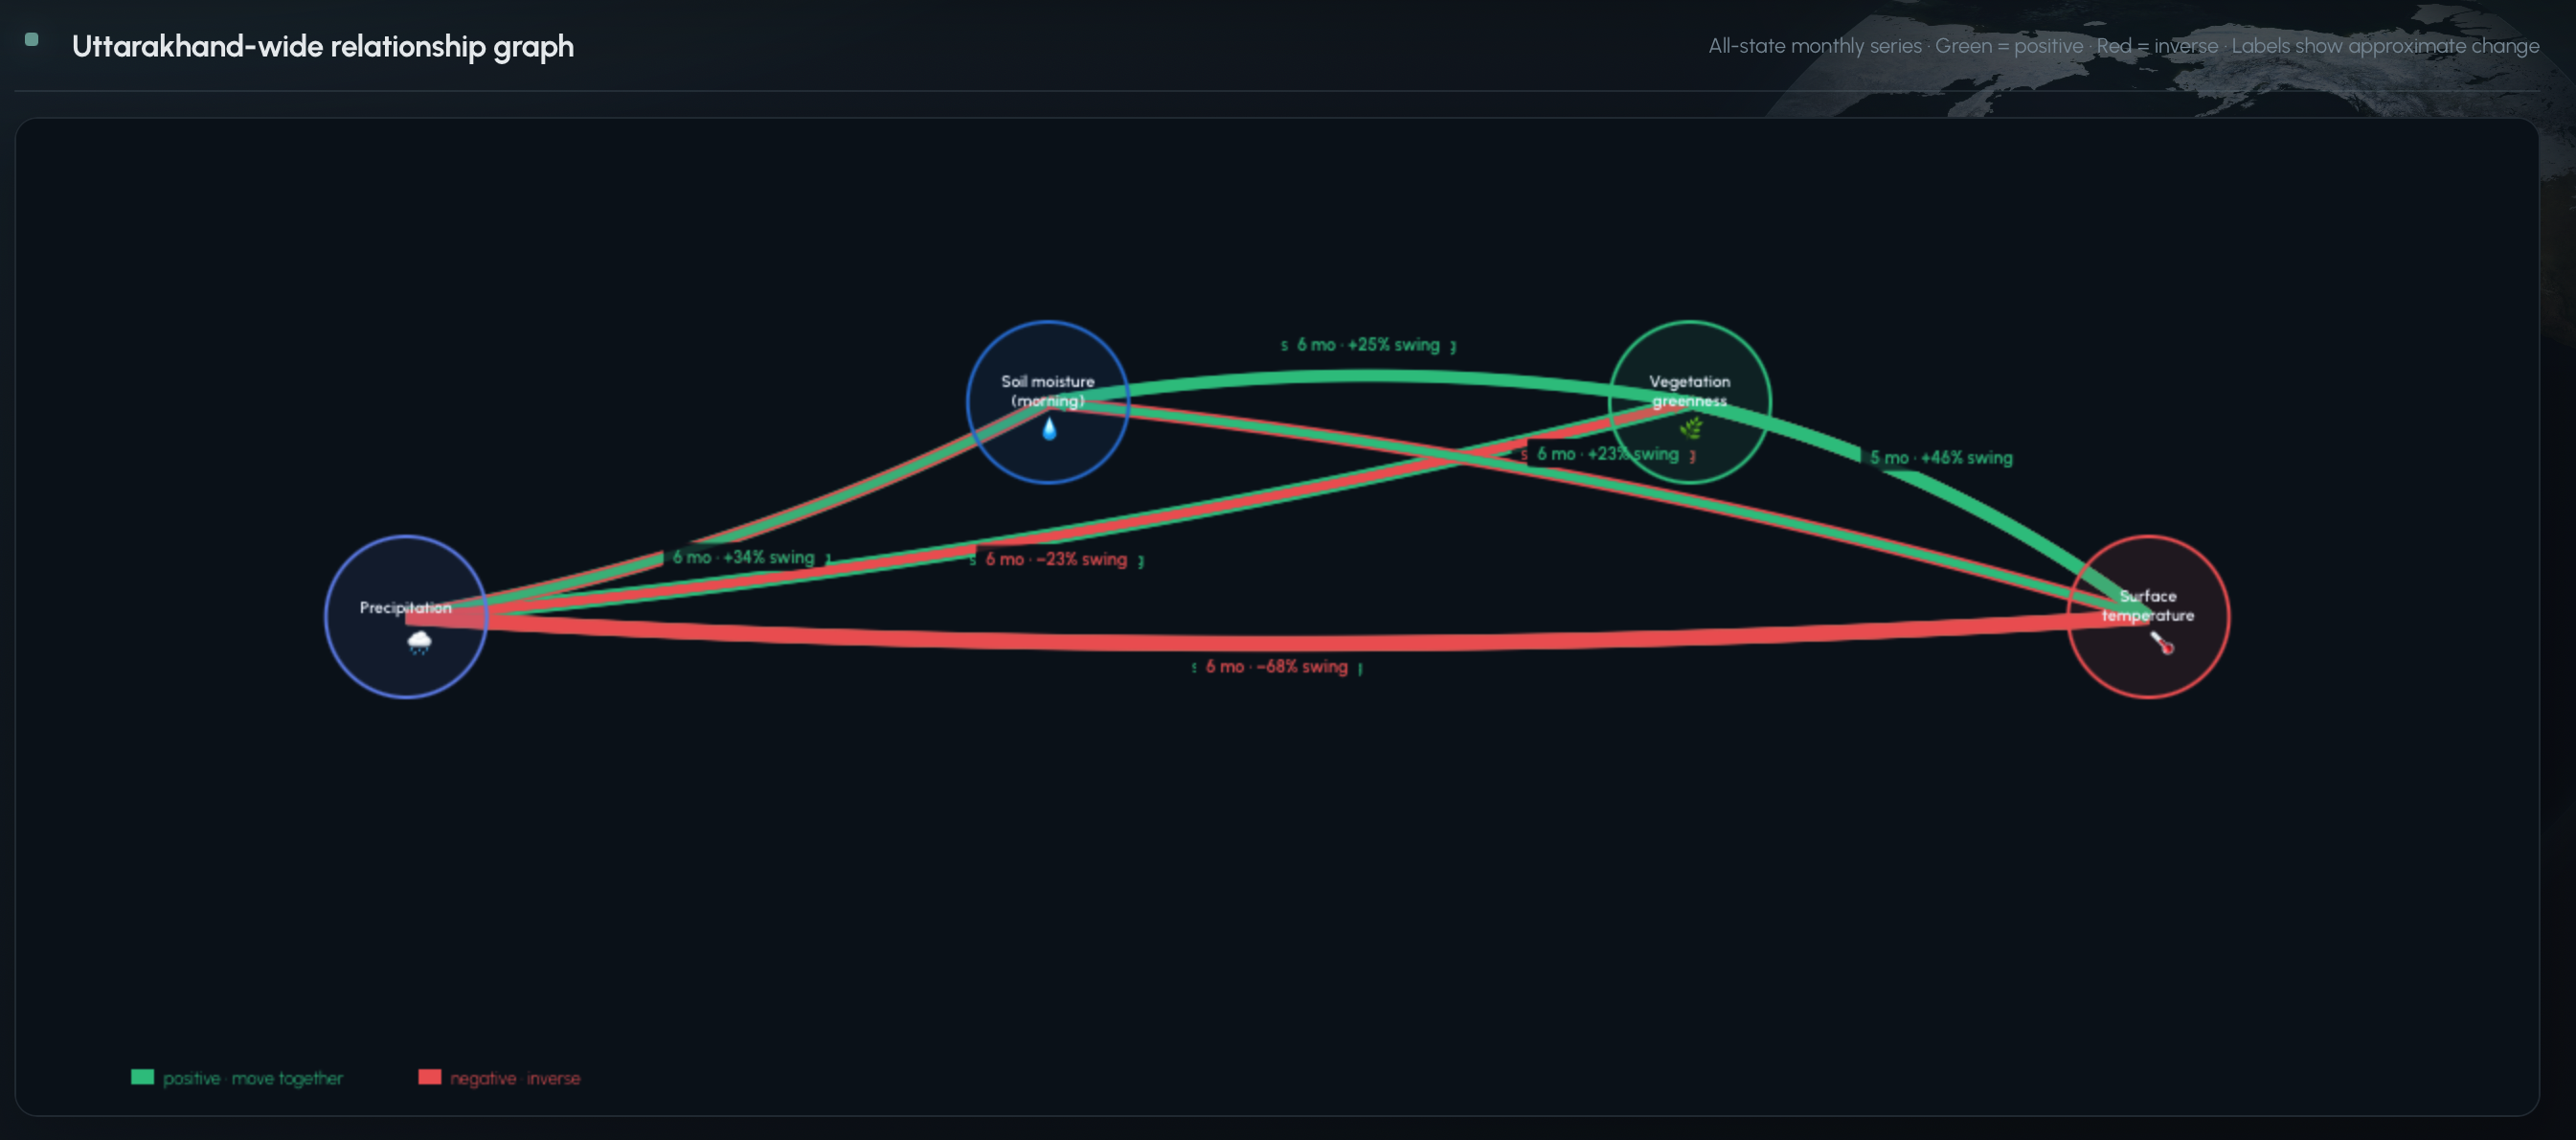 Uttarakhand-wide relationship graph
All-state monthly series · Green = positive · Red = inverse · Labels show approximate change
6 mo · +25% swing
Soil moisture
(morning)
Vegetation
greenness
6 mo · +23% swing
5 mo · +46% swing
6 mo · +34% swing
6 mo · −23% swing
Precipitation
Surface
temperature
6 mo · −68% swing
positive · move together
negative · inverse